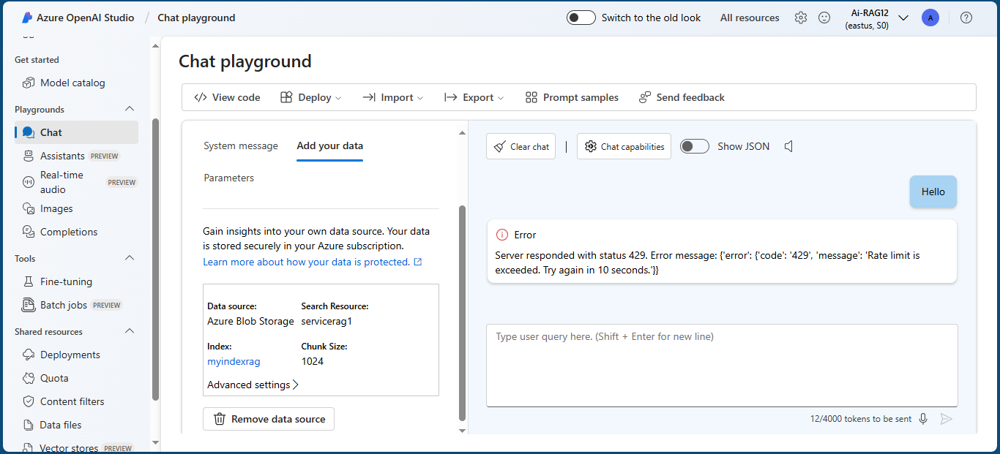 Azure OpenAI Studio / Chat playground
Switch to the old look
All resources
Ai-RAG12
(eastus, S0)
A
Get started
Model catalog
Playgrounds
Chat
Assistants PREVIEW
Real-time
audio
PREVIEW
Images
Completions
Tools
Fine-tuning
Batch jobs PREVIEW
Shared resources
Deployments
Quota
Content filters
Data files
Vector stores PREVIEW
Chat playground
View code
Deploy
Import
Export
Prompt samples
Send feedback
System message
Add your data
Parameters
Gain insights into your own data source. Your data
is stored securely in your Azure subscription.
Learn more about how your data is protected.
Data source: Search Resource:
Azure Blob Storage servicerag1
Index: Chunk Size:
myindexrag 1024
Advanced settings
Remove data source
Clear chat
Chat capabilities
Show JSON
Hello
Error
Server responded with status 429. Error message: {'error': {'code': '429', 'message': 'Rate limit is
exceeded. Try again in 10 seconds.'}}
Type user query here. (Shift + Enter for new line)
12/4000 tokens to be sent